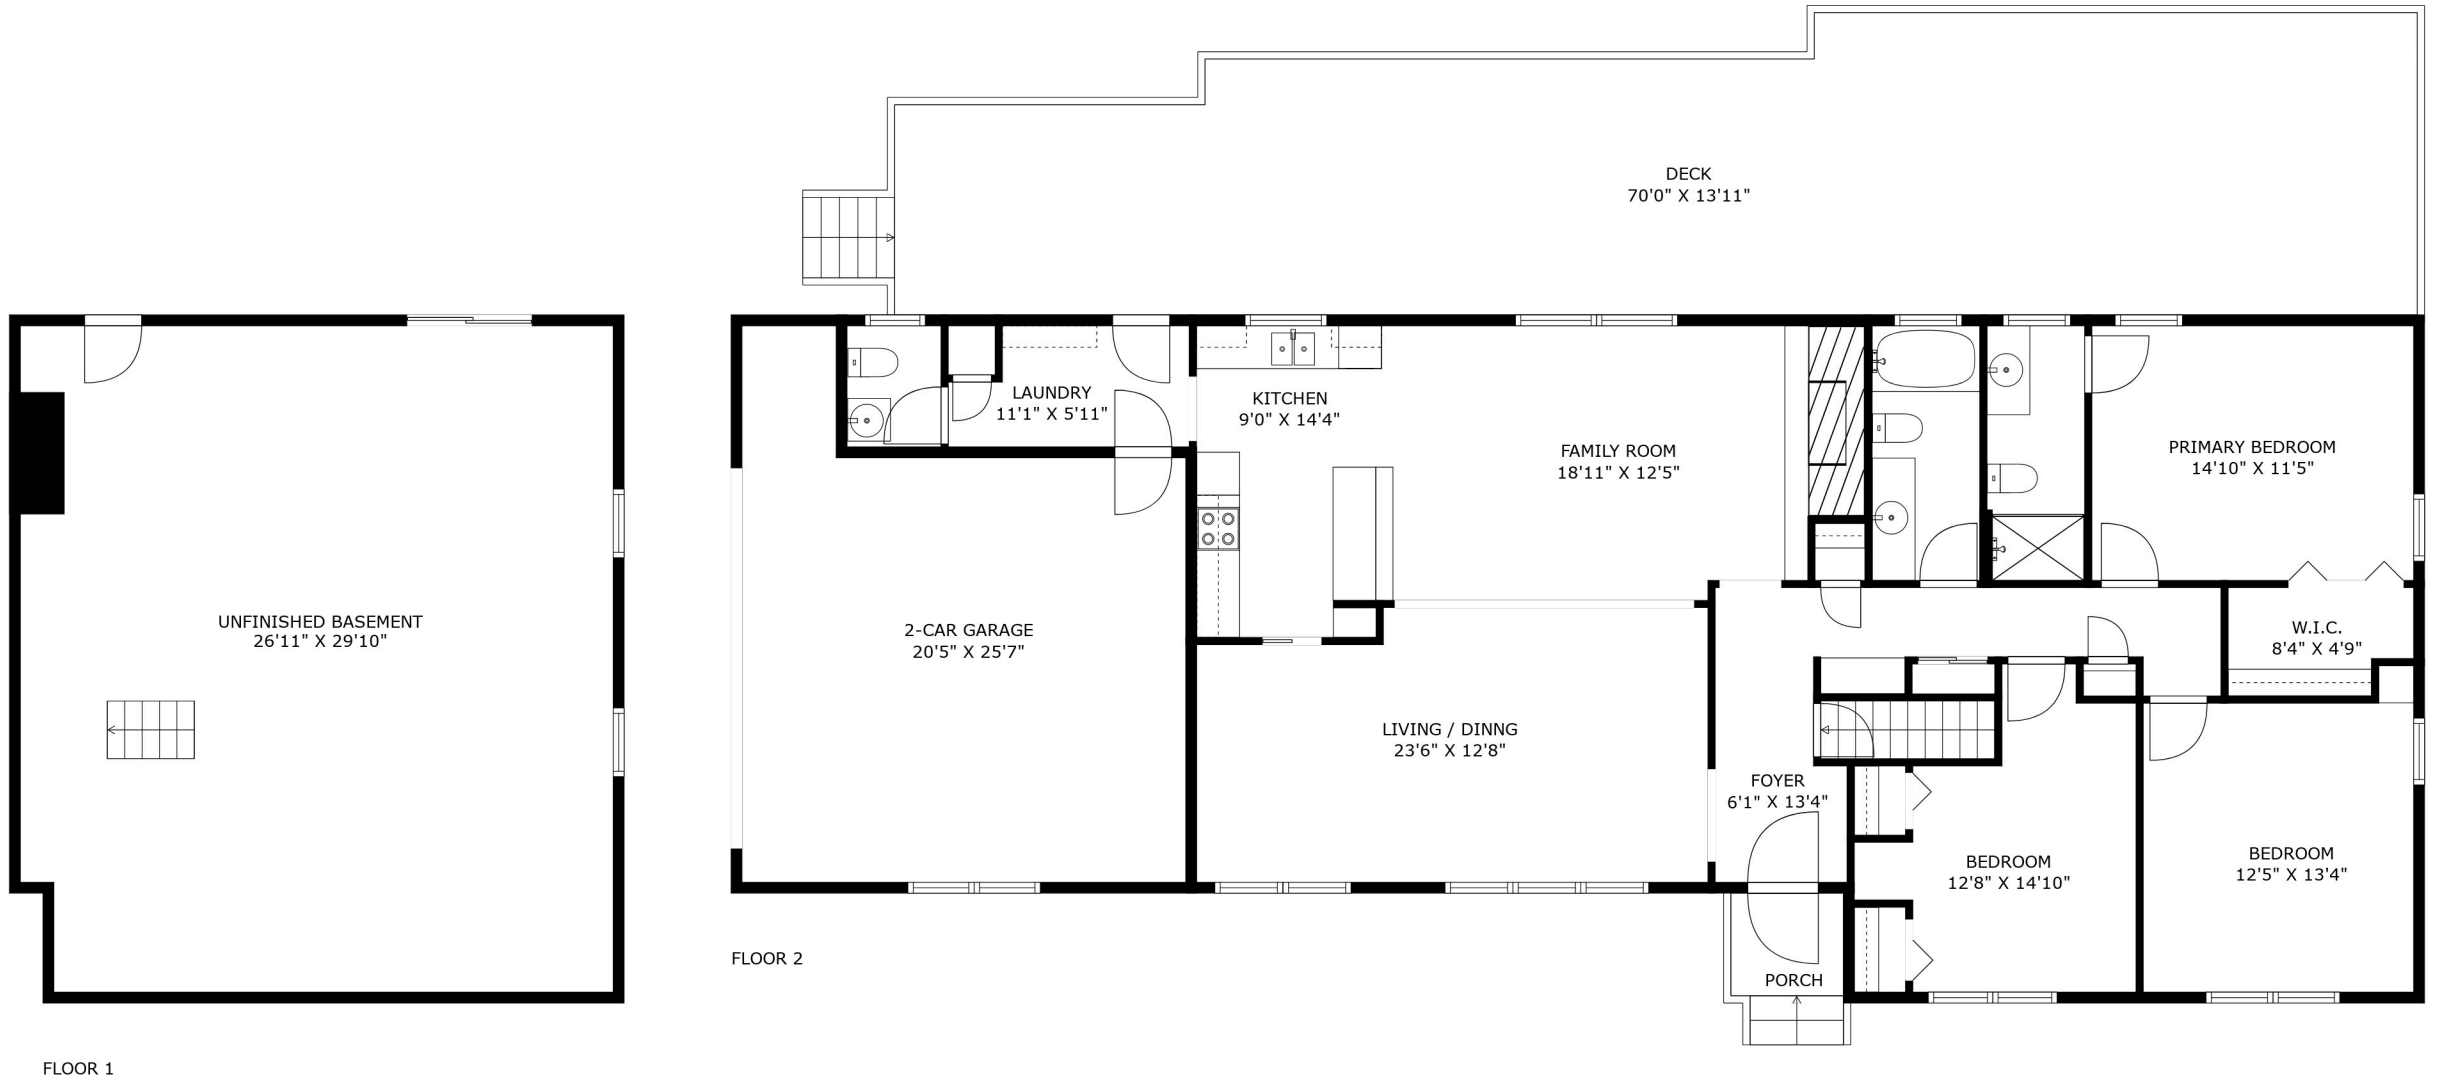 DECK
70'0" X 13'11"
LAUNDRY
11'1" X 5'11"
KITCHEN
9'0" X 14'4"
FAMILY ROOM
18'11" X 12'5"
PRIMARY BEDROOM
14'10" X 11'5"
UNFINISHED BASEMENT
26'11" X 29'10"
2-CAR GARAGE
20'5" X 25'7"
W.I.C.
8'4" X 4'9"
LIVING / DINNG
23'6" X 12'8"
FOYER
6'1" X 13'4"
BEDROOM
12'8" X 14'10"
BEDROOM
12'5" X 13'4"
FLOOR 2
PORCH
FLOOR 1